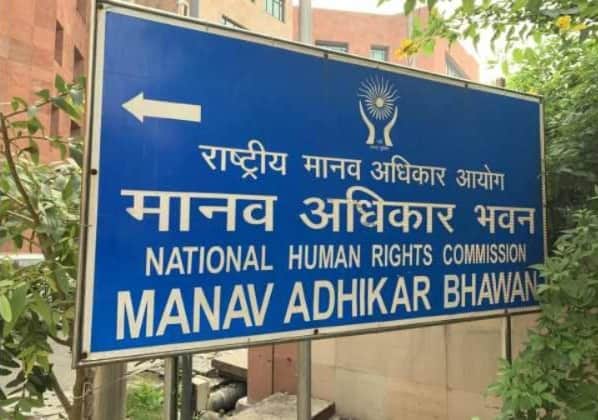 राष्ट्रीय मानव अधिकार आयोग
मानव अधिकार भवन
NATIONAL HUMAN RIGHTS COMMISSION
MANAV ADHIKAR BHAWAN